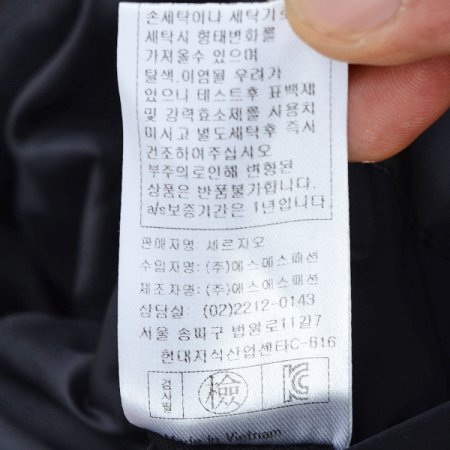 손세탁이나 세탁기
세탁시 형태변화를
가져올수 있으며
탈색.이염될 우려가
있으니 테스트후 표백제
및 강력효소제를 사용치
마시고 별도세탁후 즉시
건조하여주십시오
부주의로인해 변형된
상품은 반품불가합니다.
a/s보증기간은 1년입니다.
판매자명: 세르지오
수입자명: (주)에스에스패션
제조자명: (주)에스에스패션
상담실: (02)2212-0143
서울 송파구 법원로11길7
현대지식산업센타C-816
검사필 檢 KC
Made In Vietnam